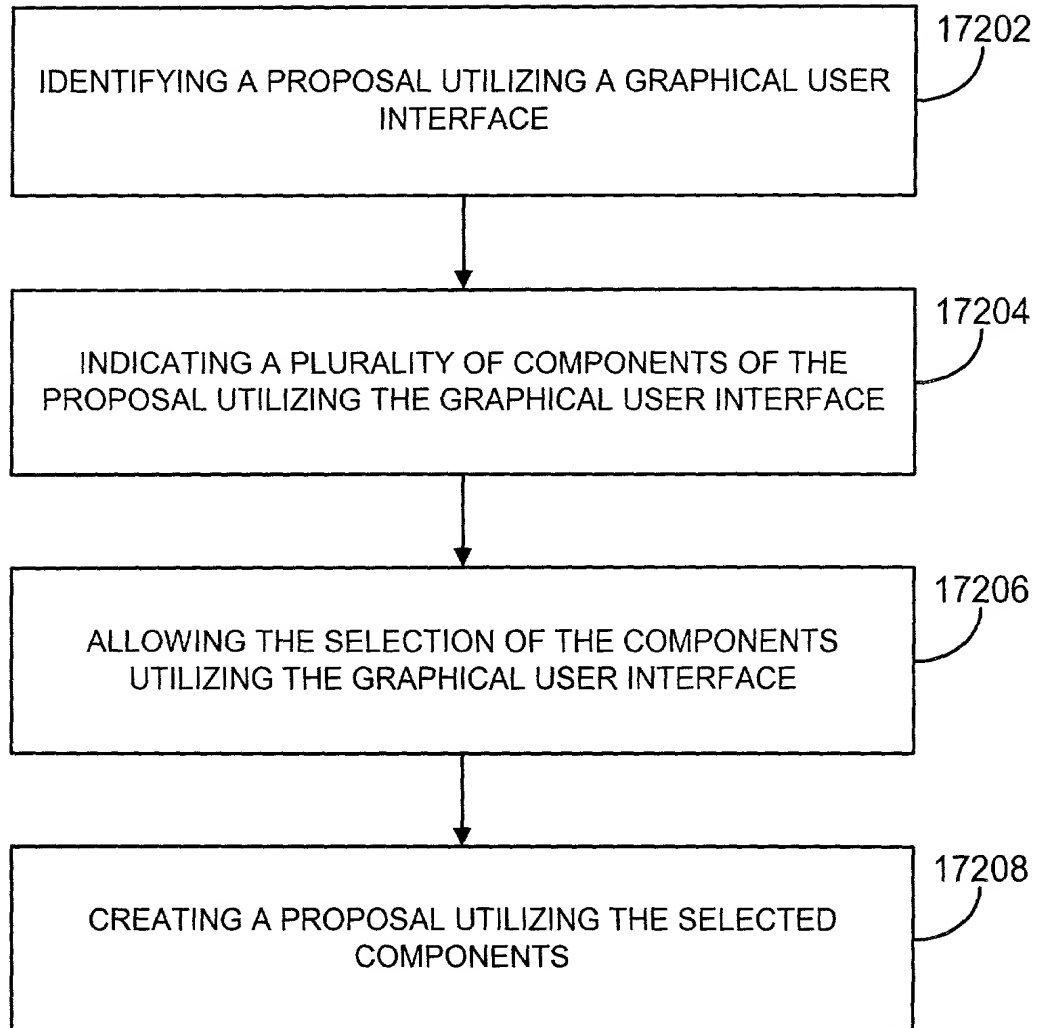 17202
IDENTIFYING A PROPOSAL UTILIZING A GRAPHICAL USER
INTERFACE
17204
INDICATING A PLURALITY OF COMPONENTS OF THE
PROPOSAL UTILIZING THE GRAPHICAL USER INTERFACE
17206
ALLOWING THE SELECTION OF THE COMPONENTS
UTILIZING THE GRAPHICAL USER INTERFACE
17208
CREATING A PROPOSAL UTILIZING THE SELECTED
COMPONENTS